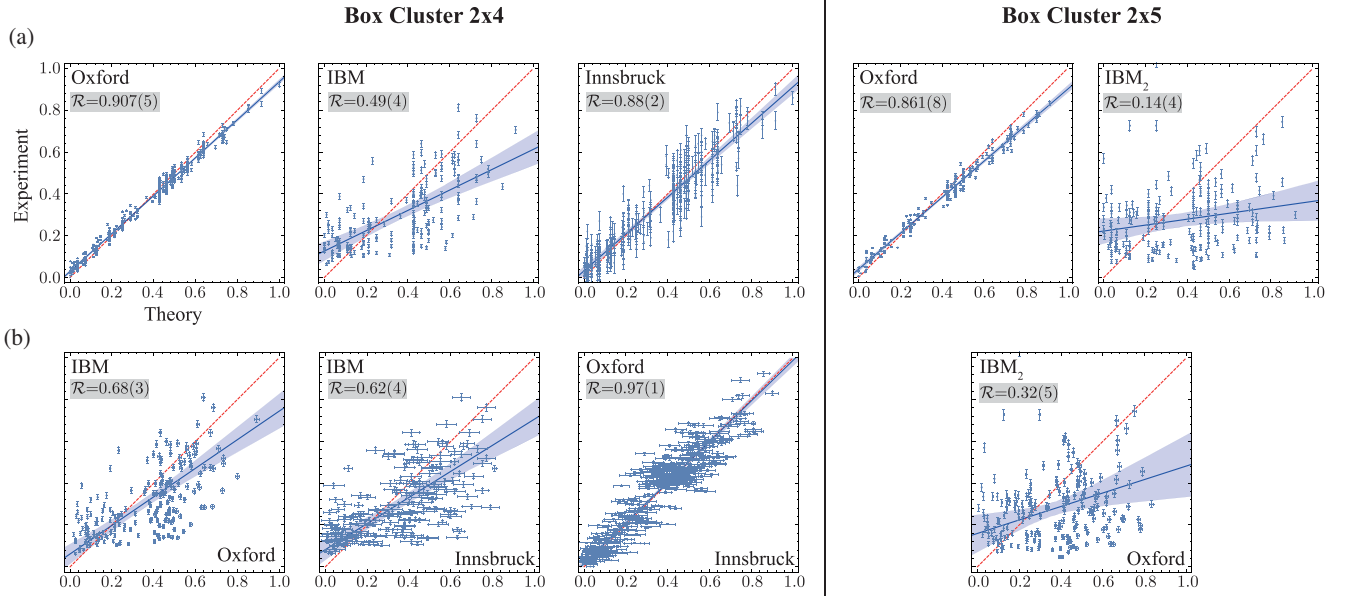 Box Cluster 2x4
Box Cluster 2x5
(a)
Oxford
R=0.907(5)
IBM
R=0.49(4)
Innsbruck
R=0.88(2)
Oxford
R=0.861(8)
IBM2
R=0.14(4)
1.0
0.8
0.6
0.4
0.2
0.0
Experiment
0.0 0.2 0.4 0.6 0.8 1.0
0.0 0.2 0.4 0.6 0.8 1.0
0.0 0.2 0.4 0.6 0.8 1.0
0.0 0.2 0.4 0.6 0.8 1.0
0.0 0.2 0.4 0.6 0.8 1.0
Theory
(b)
IBM
R=0.68(3)
Oxford
IBM
R=0.62(4)
Innsbruck
Oxford
R=0.97(1)
Innsbruck
IBM2
R=0.32(5)
Oxford
0.0 0.2 0.4 0.6 0.8 1.0
0.0 0.2 0.4 0.6 0.8 1.0
0.0 0.2 0.4 0.6 0.8 1.0
0.0 0.2 0.4 0.6 0.8 1.0